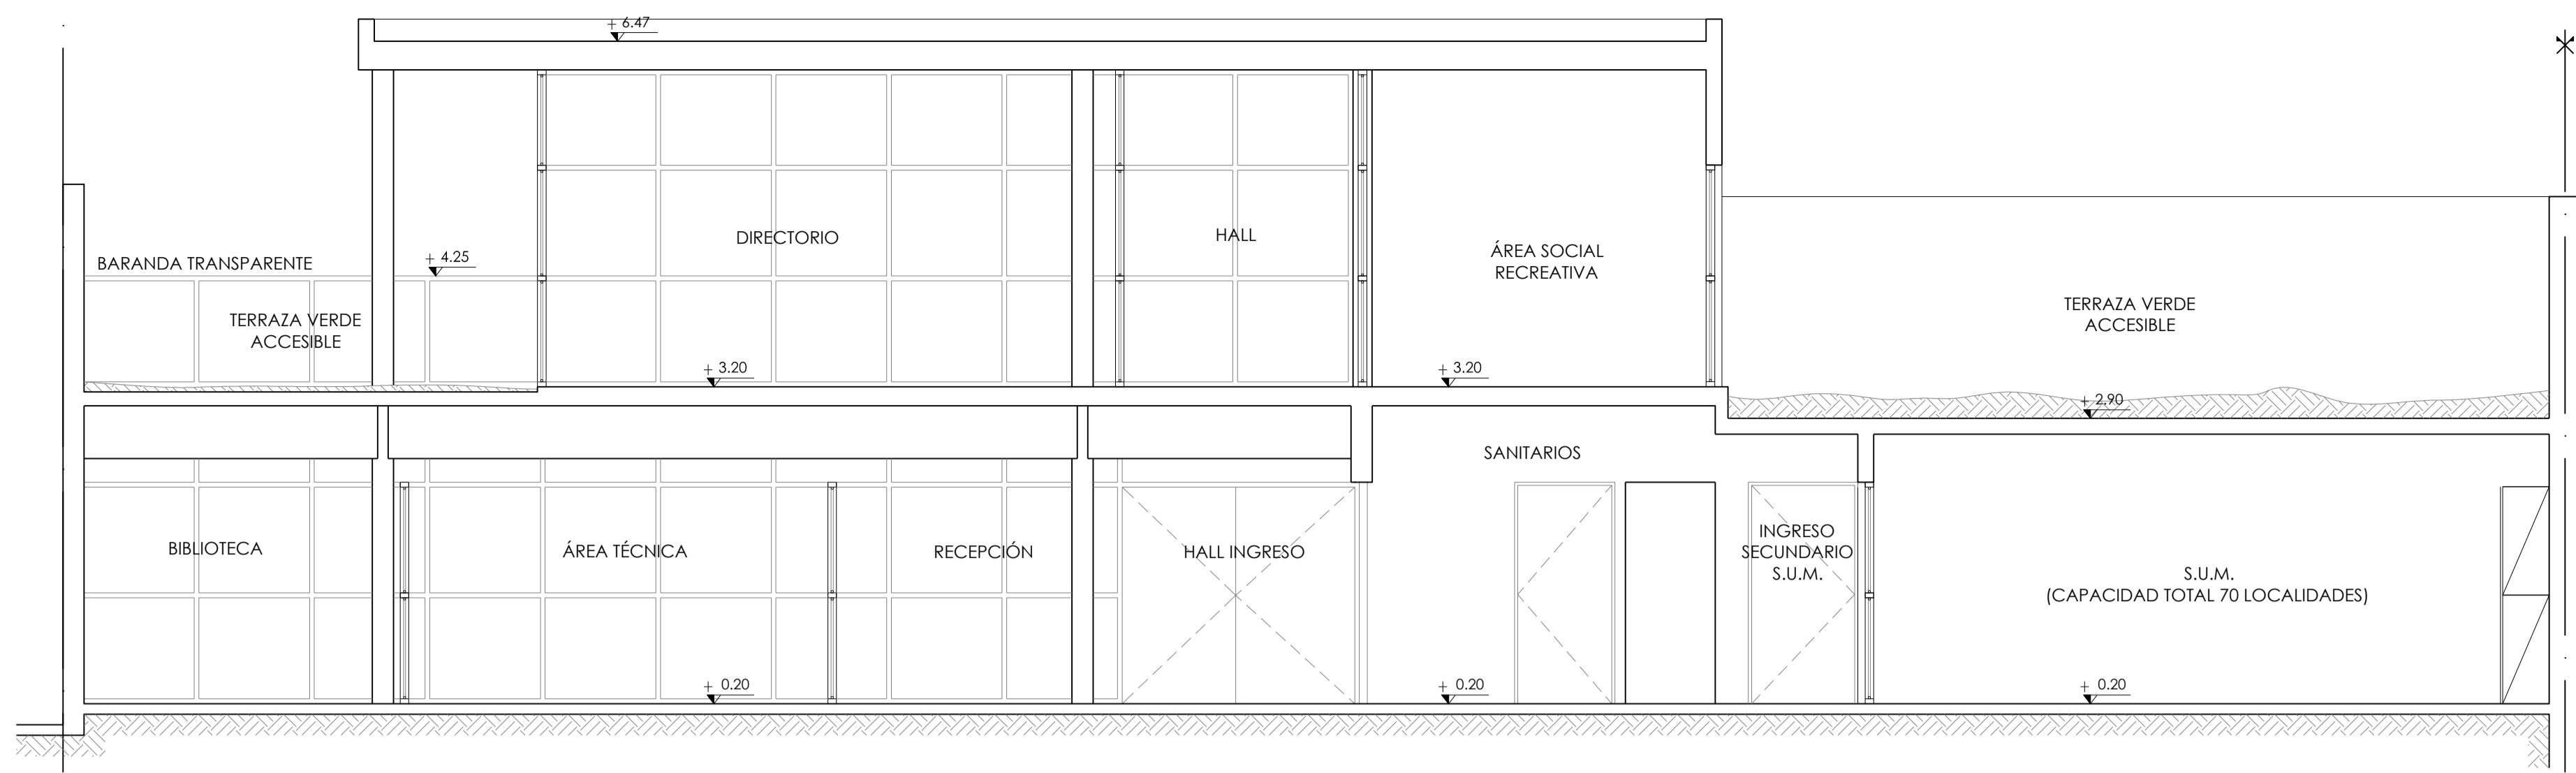 + 6.47
BARANDA TRANSPARENTE
+ 4.25
DIRECTORIO
HALL
ÁREA SOCIAL
RECREATIVA
TERRAZA VERDE
ACCESIBLE
TERRAZA VERDE
ACCESIBLE
+ 3.20
+ 3.20
+ 2.90
SANITARIOS
BIBLIOTECA
ÁREA TÉCNICA
RECEPCIÓN
HALL INGRESO
INGRESO
SECUNDARIO
S.U.M.
S.U.M.
(CAPACIDAD TOTAL 70 LOCALIDADES)
+ 0.20
+ 0.20
+ 0.20